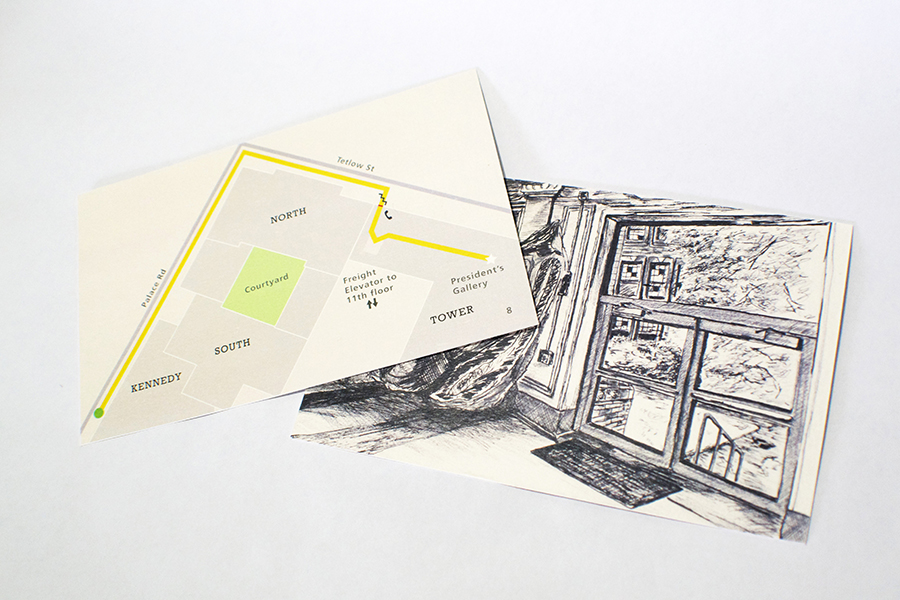 Tetlow St
NORTH
Palace Rd
Courtyard
Freight
Elevator to
11th floor
President's
Gallery
TOWER
8
SOUTH
KENNEDY